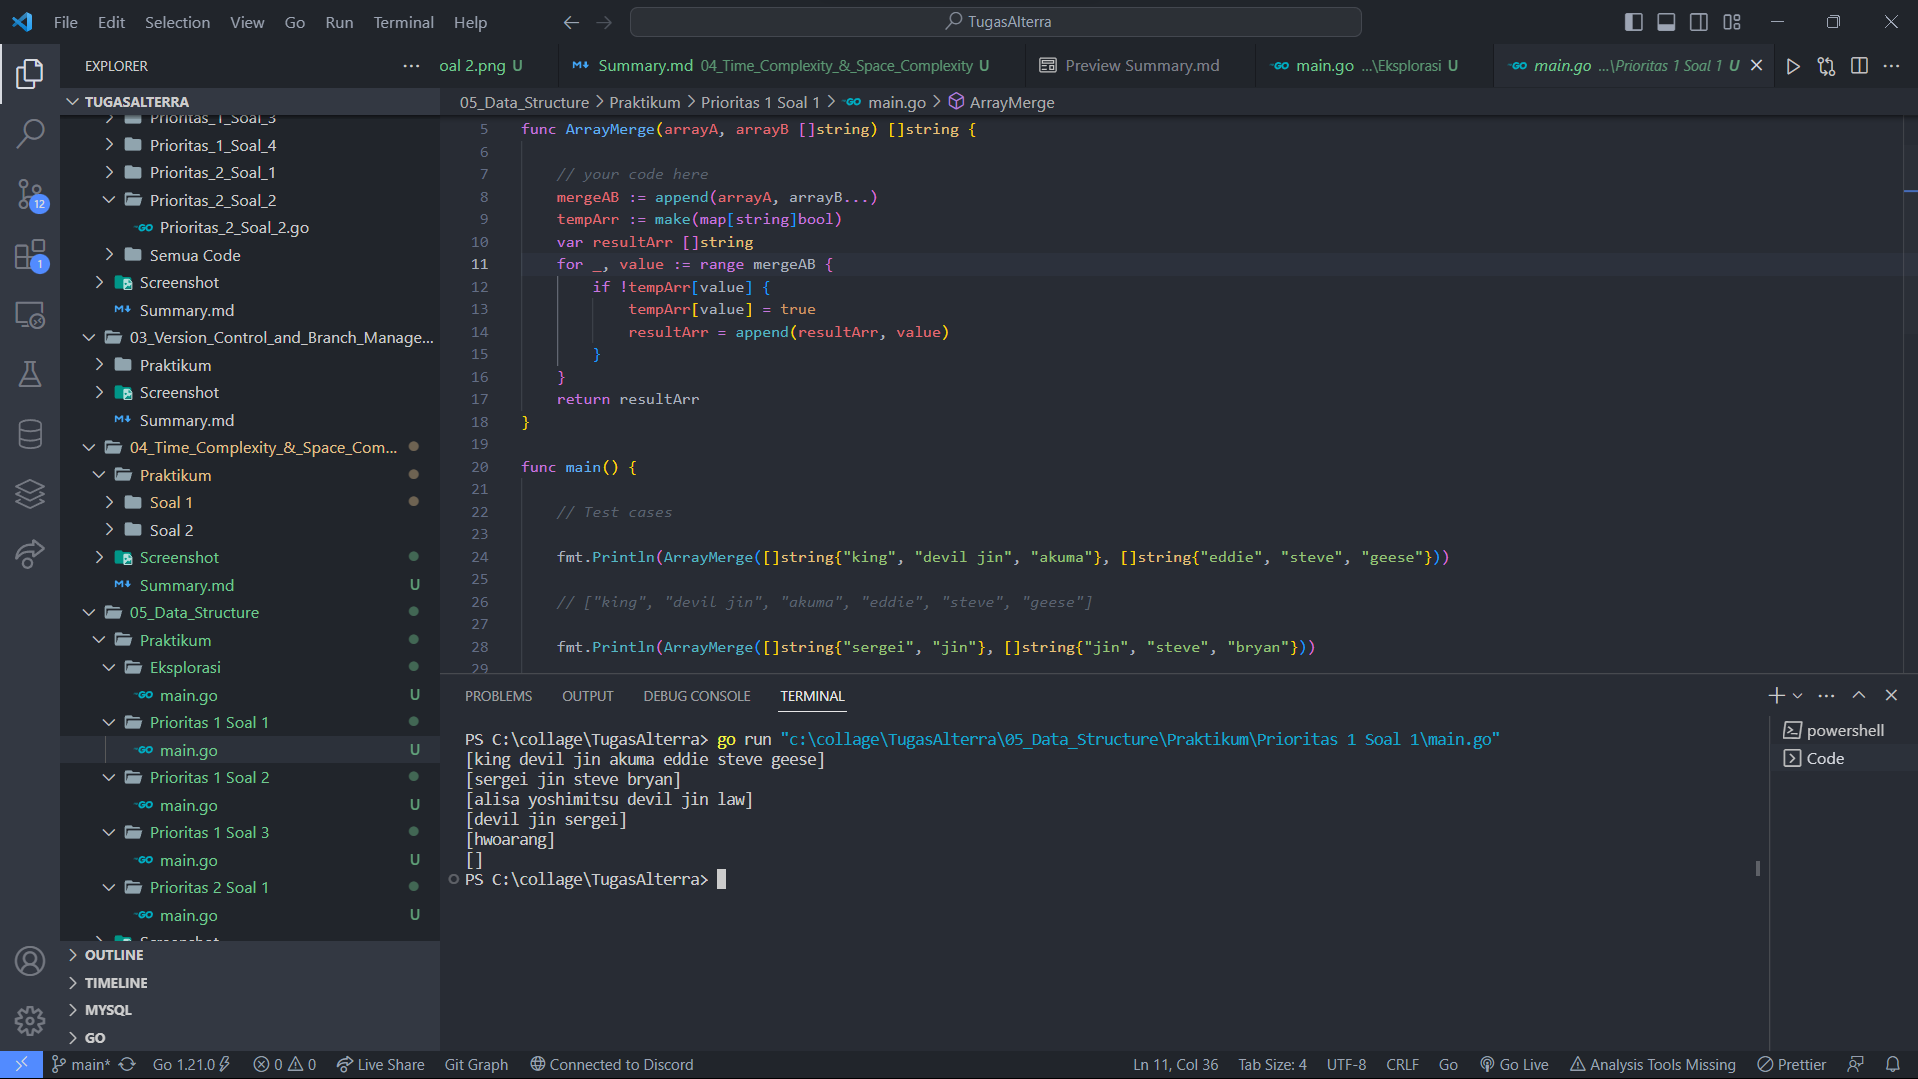 File Edit Selection View Go Run Terminal Help
TugasAlterra
EXPLORER
oal 2.png U
Summary.md 04_Time_Complexity_&_Space_Complexity U
Preview Summary.md
main.go ...\Eksplorasi U
main.go ...\Prioritas 1 Soal 1 U
05_Data_Structure > Praktikum > Prioritas 1 Soal 1 > main.go > ArrayMerge
TUGASALTERRA
Prioritas_1_Soal_3
Prioritas_1_Soal_4
Prioritas_2_Soal_1
Prioritas_2_Soal_2
Prioritas_2_Soal_2.go
Semua Code
Screenshot
Summary.md
03_Version_Control_and_Branch_Manage...
Praktikum
Screenshot
Summary.md
04_Time_Complexity_&_Space_Com...
Praktikum
Soal 1
Soal 2
Screenshot
Summary.md U
05_Data_Structure
Praktikum
Eksplorasi
main.go U
Prioritas 1 Soal 1
main.go U
Prioritas 1 Soal 2
main.go U
Prioritas 1 Soal 3
main.go U
Prioritas 2 Soal 1
main.go U
Screenshot
OUTLINE
TIMELINE
MYSQL
GO
12
1
5 func ArrayMerge(arrayA, arrayB []string) []string {
6
7 // your code here
8 mergeAB := append(arrayA, arrayB...)
9 tempArr := make(map[string]bool)
10 var resultArr []string
11 for _, value := range mergeAB {
12 if !tempArr[value] {
13 tempArr[value] = true
14 resultArr = append(resultArr, value)
15 }
16 }
17 return resultArr
18 }
19
20 func main() {
21
22 // Test cases
23
24 fmt.Println(ArrayMerge([]string{"king", "devil jin", "akuma"}, []string{"eddie", "steve", "geese"}))
25
26 // ["king", "devil jin", "akuma", "eddie", "steve", "geese"]
27
28 fmt.Println(ArrayMerge([]string{"sergei", "jin"}, []string{"jin", "steve", "bryan"}))
29
PROBLEMS OUTPUT DEBUG CONSOLE TERMINAL
PS C:\collage\TugasAlterra> go run "c:\collage\TugasAlterra\05_Data_Structure\Praktikum\Prioritas 1 Soal 1\main.go"
[king devil jin akuma eddie steve geese]
[sergei jin steve bryan]
[alisa yoshimitsu devil jin law]
[devil jin sergei]
[hwoarang]
[]
PS C:\collage\TugasAlterra>
powershell
Code
main* Go 1.21.0 0 0 Live Share Git Graph Connected to Discord
Ln 11, Col 36 Tab Size: 4 UTF-8 CRLF Go Go Live Analysis Tools Missing Prettier